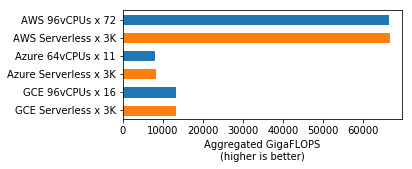 AWS 96vCPUs x 72
AWS Serverless x 3K
Azure 64vCPUs x 11
Azure Serverless x 3K
GCE 96vCPUs x 16
GCE Serverless x 3K
0 10000 20000 30000 40000 50000 60000
Aggregated GigaFLOPS
(higher is better)